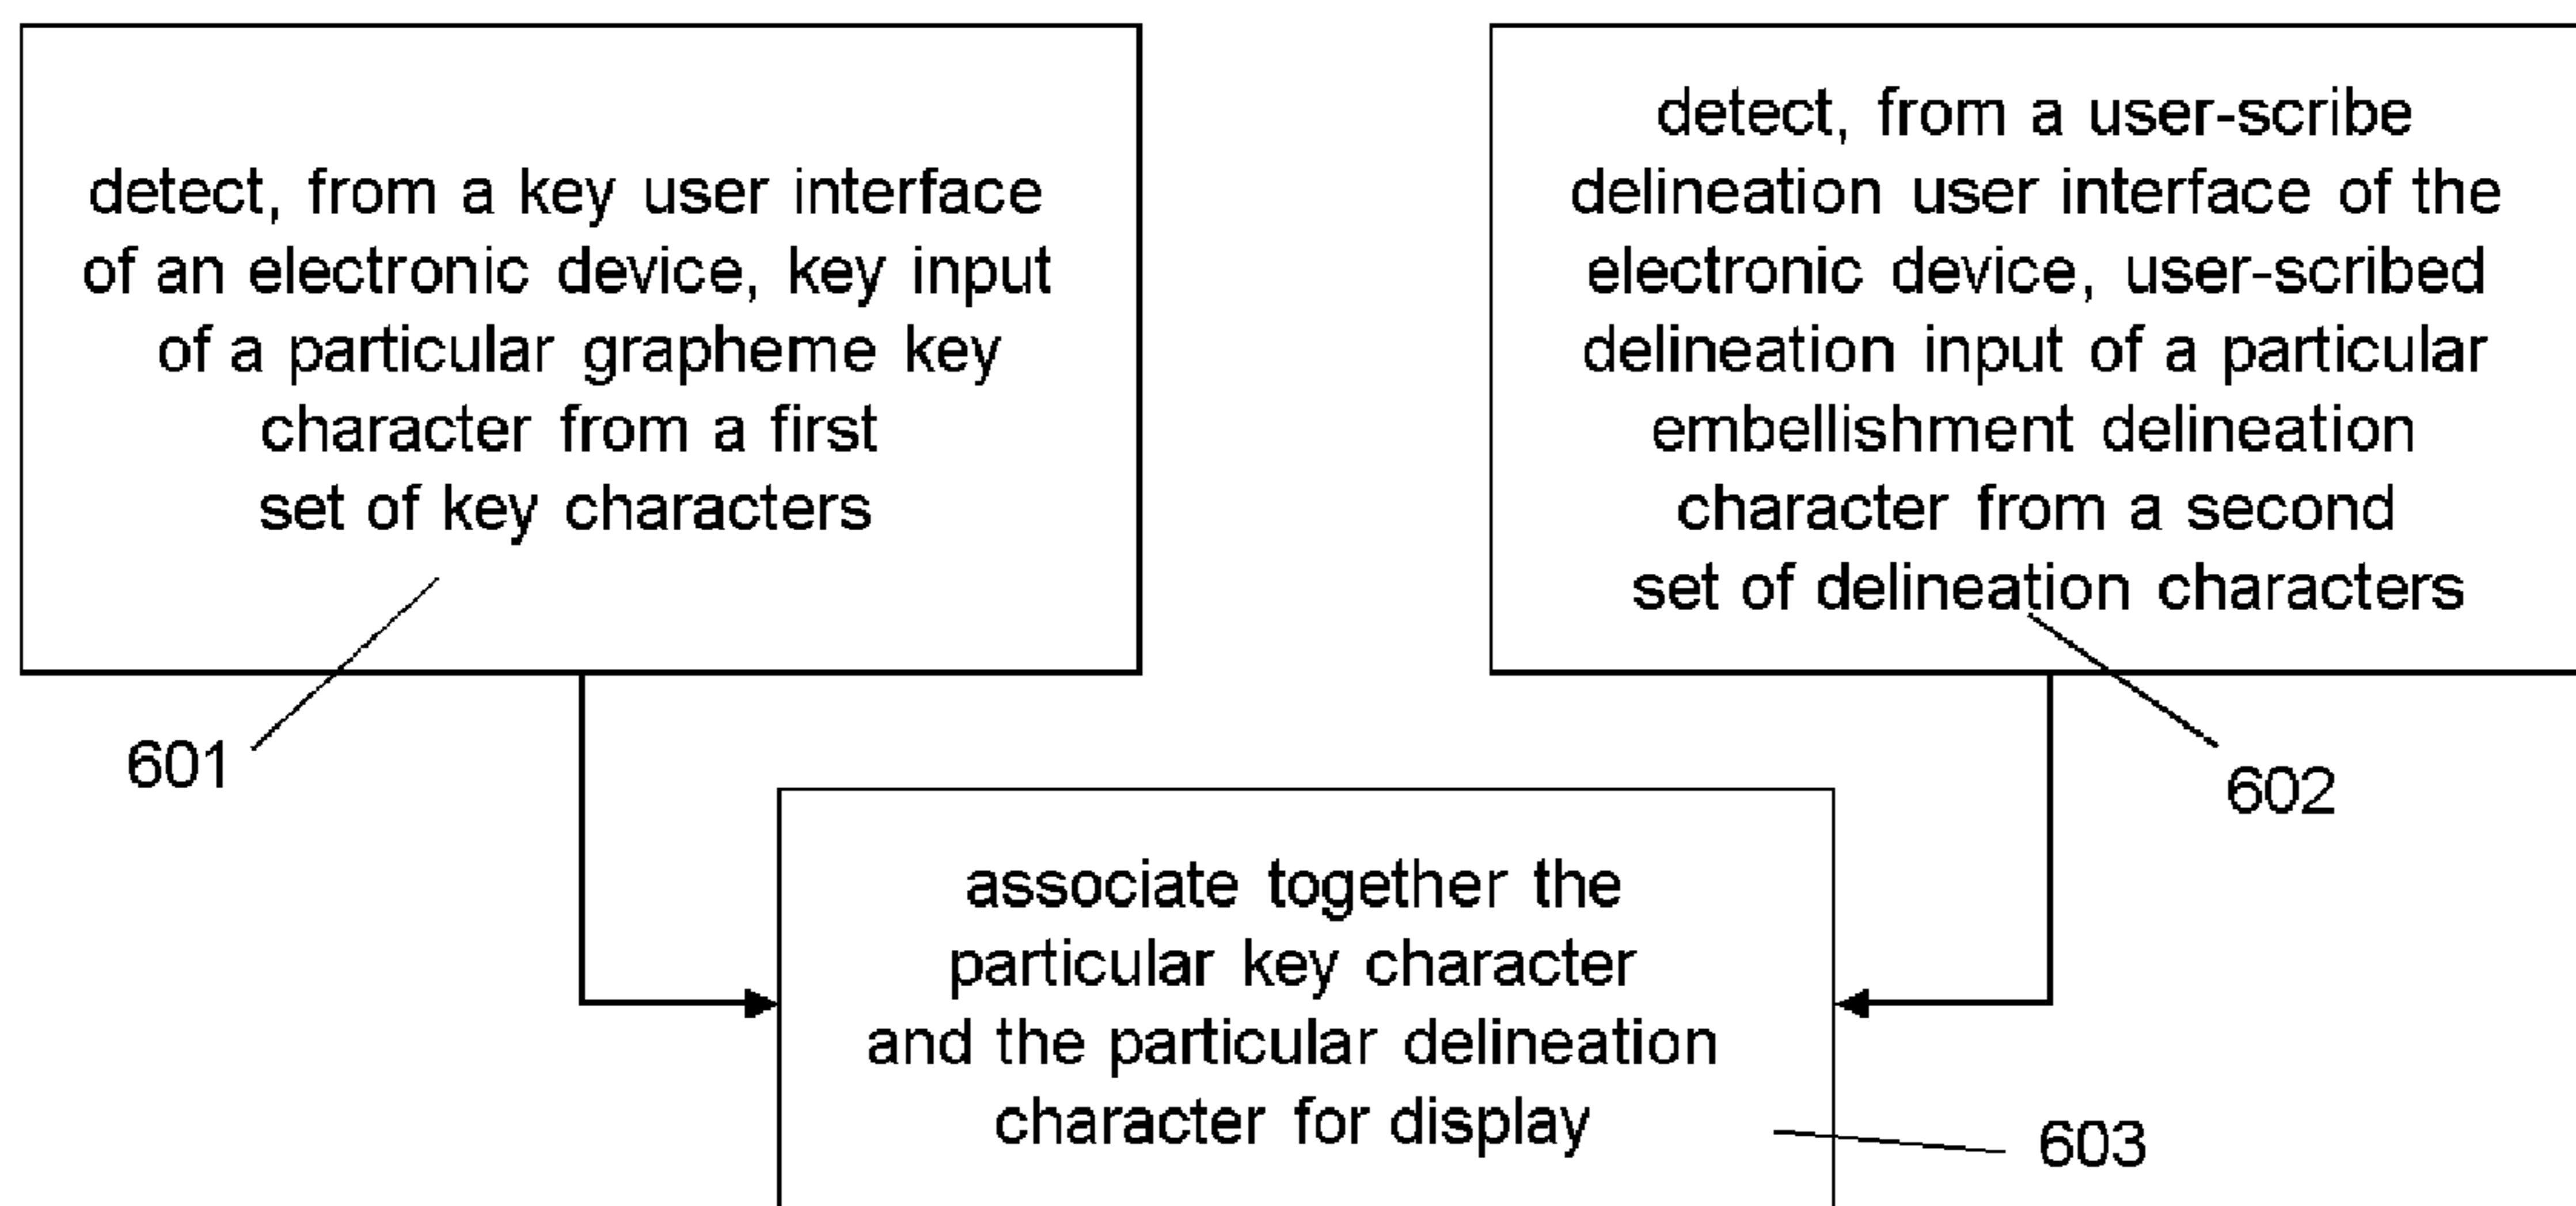 detect, from a key user interface
of an electronic device, key input
of a particular grapheme key
character from a first
set of key characters
601
detect, from a user-scribe
delineation user interface of the
electronic device, user-scribed
delineation input of a particular
embellishment delineation
character from a second
set of delineation characters
602
associate together the
particular key character
and the particular delineation
character for display
603